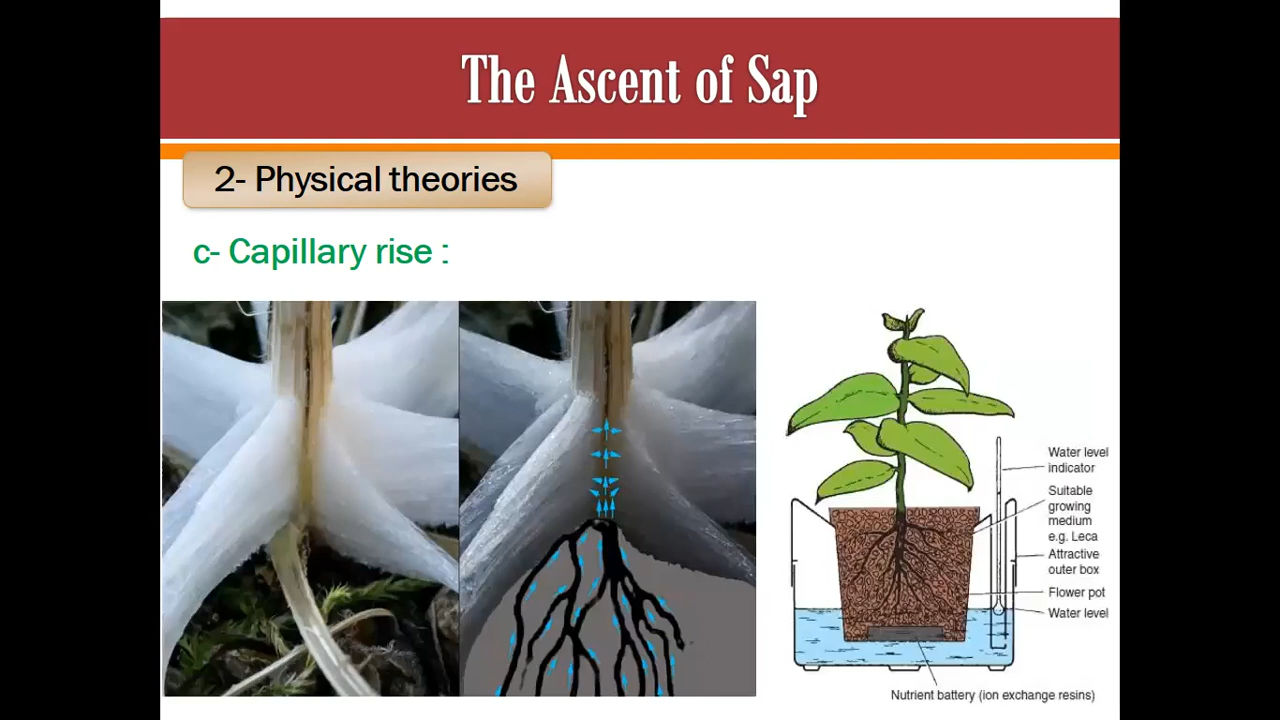 The Ascent of Sap
2- Physical theories
c- Capillary rise :
Water level
indicator
Suitable
growing
medium
e.g. Leca
Attractive
outer box
Flower pot
Water level
Nutrient battery (ion exchange resins)